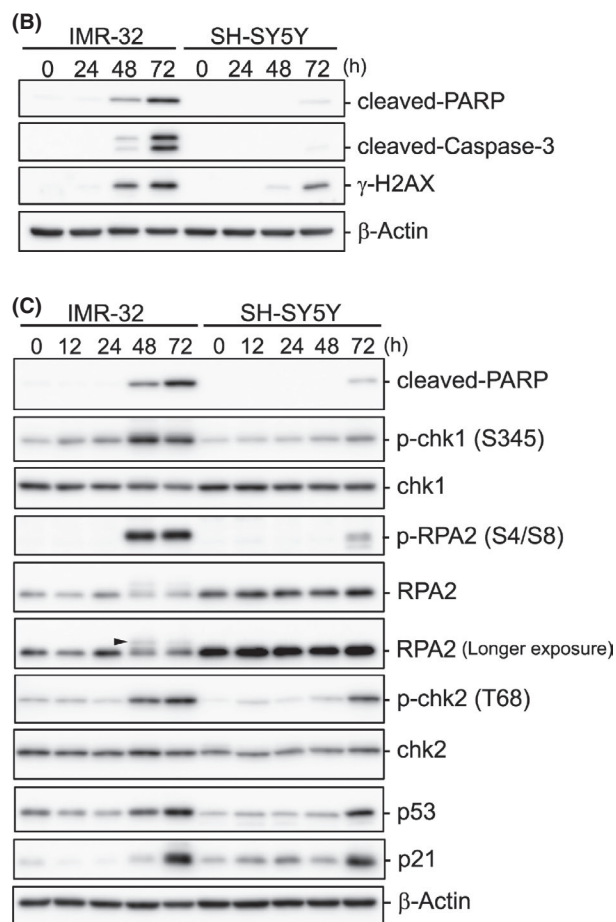 (B)
IMR-32 SH-SY5Y
0 24 48 72 0 24 48 72 (h)
cleaved-PARP
cleaved-Caspase-3
γ-H2AX
β-Actin
(C)
IMR-32 SH-SY5Y
0 12 24 48 72 0 12 24 48 72 (h)
cleaved-PARP
p-chk1 (S345)
chk1
p-RPA2 (S4/S8)
RPA2
RPA2 (Longer exposure)
p-chk2 (T68)
chk2
p53
p21
β-Actin